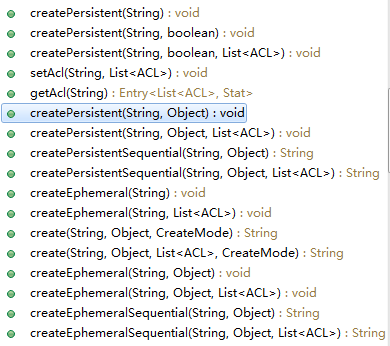 createPersistent(String) : void
createPersistent(String, boolean) : void
createPersistent(String, boolean, List<ACL>) : void
setAcl(String, List<ACL>) : void
getAcl(String) : Entry<List<ACL>, Stat>
createPersistent(String, Object) : void
createPersistent(String, Object, List<ACL>) : void
createPersistentSequential(String, Object) : String
createPersistentSequential(String, Object, List<ACL>) : String
createEphemeral(String) : void
createEphemeral(String, List<ACL>) : void
create(String, Object, CreateMode) : String
create(String, Object, List<ACL>, CreateMode) : String
createEphemeral(String, Object) : void
createEphemeral(String, Object, List<ACL>) : void
createEphemeralSequential(String, Object) : String
createEphemeralSequential(String, Object, List<ACL>) : String